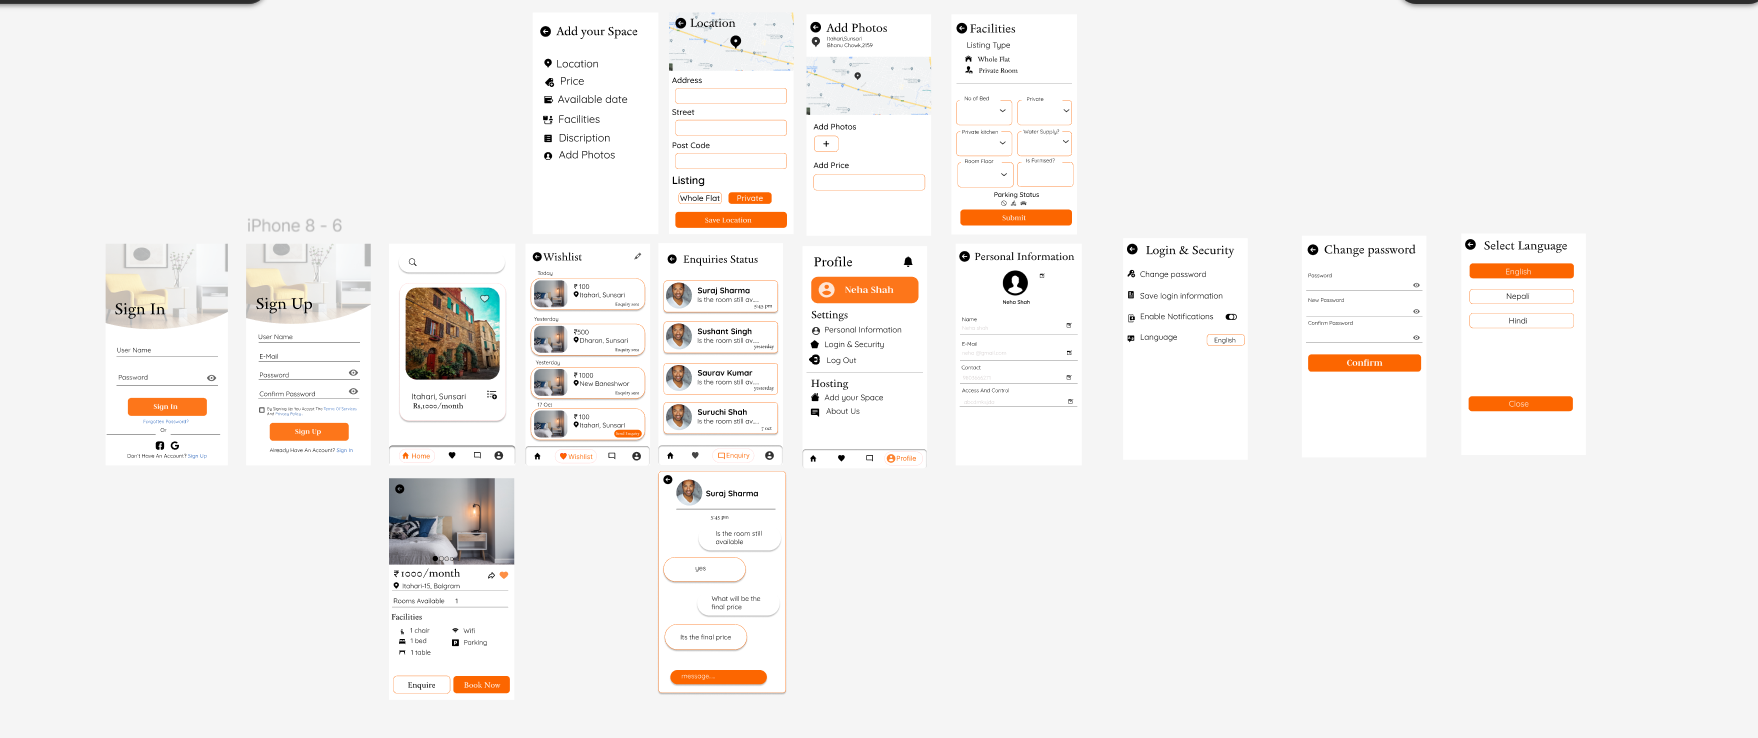 Add your Space
Location
Price
Available date
Facilities
Discription
Add Photos
Location
Address
Street
Post Code
Listing
Whole Flat
Private
Save Location
Add Photos
Itahari,Sunsari
Bhanu Chowk,2159
Add Photos
+
Add Price
Facilities
Listing Type
Whole Flat
Private Room
No of Bed
Private
Private kitchen
Water Supply?
Room Floor
Is Furnised?
Parking Status
Submit
iPhone 8 - 6
Sign In
User Name
Password
Sign In
Forgotten Password?
Or
Don't Have An Account? Sign Up
Sign Up
User Name
E-Mail
Password
Confirm Password
By Signup Up You Accept The Terms Of Services
And Privacy Policy
Sign Up
Already Have An Account? Sign In
Itahari, Sunsari
Rs,1000/month
Home
Wishlist
Today
₹ 100
Itahari, Sunsari
Enquiry sent
Yesterday
₹500
Dharan, Sunsari
Enquiry sent
Yesterday
₹ 1000
New Baneshwor
Enquiry sent
17 Oct
₹ 100
Itahari, Sunsari
Send Enquiry
Wishlist
Enquiries Status
Suraj Sharma
Is the room still av....
5:45 pm
Sushant Singh
Is the room still av....
yesterday
Saurav Kumar
Is the room still av....
yesterday
Suruchi Shah
Is the room still av....
7 oct
Enquiry
Profile
Neha Shah
Settings
Personal Information
Login & Security
Log Out
Hosting
Add your Space
About Us
Profile
Personal Information
Neha Shah
Name
E-Mail
Contact
Access And Control
Login & Security
Change password
Save login information
Enable Notifications
Language
English
Change password
Password
New Password
Confirm Password
Confirm
Select Language
English
Nepali
Hindi
Close
₹ 1000/month
Itahari-15, Balgram
Rooms Available 1
Facilities
1 chair
Wifi
1 bed
Parking
1 table
Enquire
Book Now
Suraj Sharma
5:45 pm
Is the room still
available
yes
What will be the
final price
Its the final price
message...